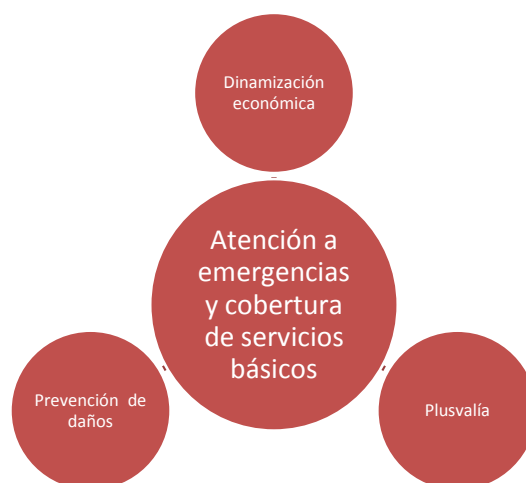 Dinamización
económica
Atención a
emergencias
y cobertura
de servicios
básicos
Prevención de
daños
Plusvalía